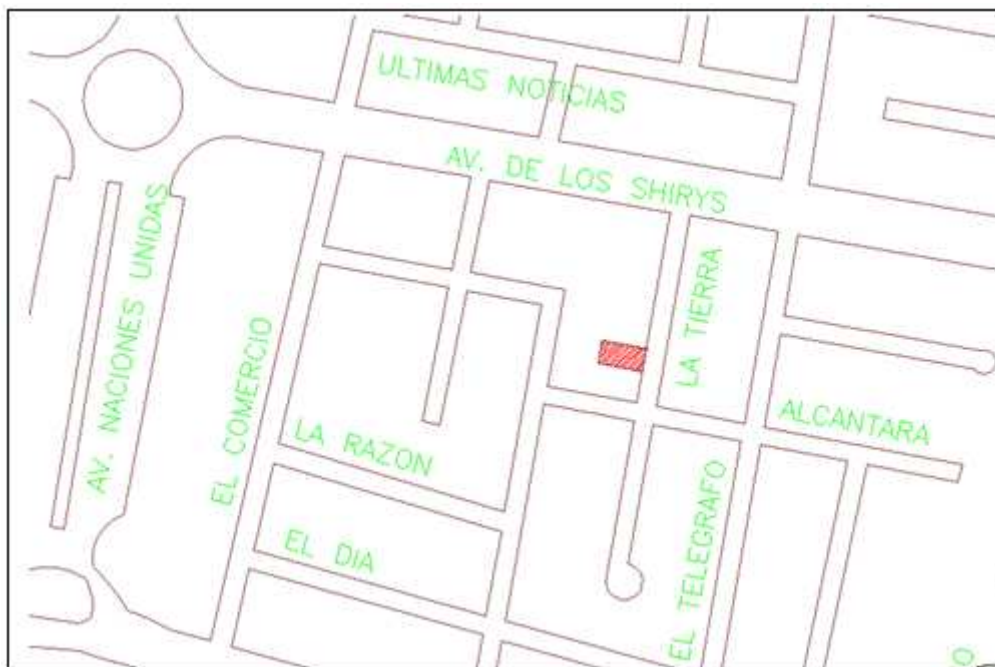 ULTIMAS NOTICIAS
AV. DE LOS SHIRYS
AV. NACIONES UNIDAS
EL COMERCIO
LA TIERRA
LA RAZON
ALCANTARA
EL DIA
EL TELEGRAFO
O